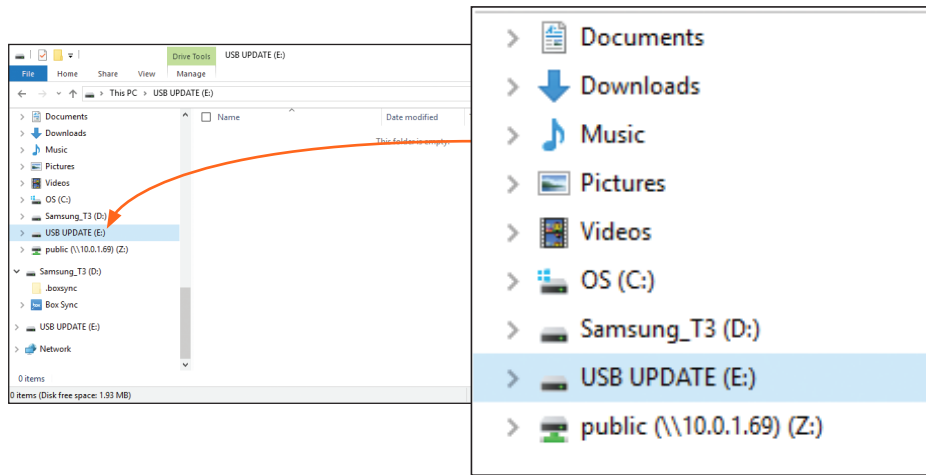 Drive Tools USB UPDATE (E:)
File Home Share View Manage
This PC USB UPDATE (E:)
Name Date modified
This folder is empty.
Documents
Downloads
Music
Pictures
Videos
OS (C:)
Samsung_T3 (D:)
USB UPDATE (E:)
public (\\10.0.1.69) (Z:)
Samsung_T3 (D:)
.boxsync
Box Sync
USB UPDATE (E:)
Network
0 items
0 items (Disk free space: 1.93 MB)
Documents
Downloads
Music
Pictures
Videos
OS (C:)
Samsung_T3 (D:)
USB UPDATE (E:)
public (\\10.0.1.69) (Z:)